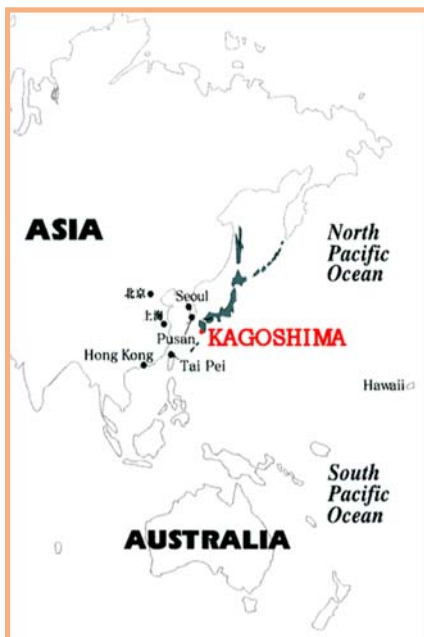 ASIA
North
Pacific
Ocean
北京
Seoul
上海
Pusan
KAGOSHIMA
Hong Kong
Tai Pei
Hawaii
South
Pacific
Ocean
AUSTRALIA